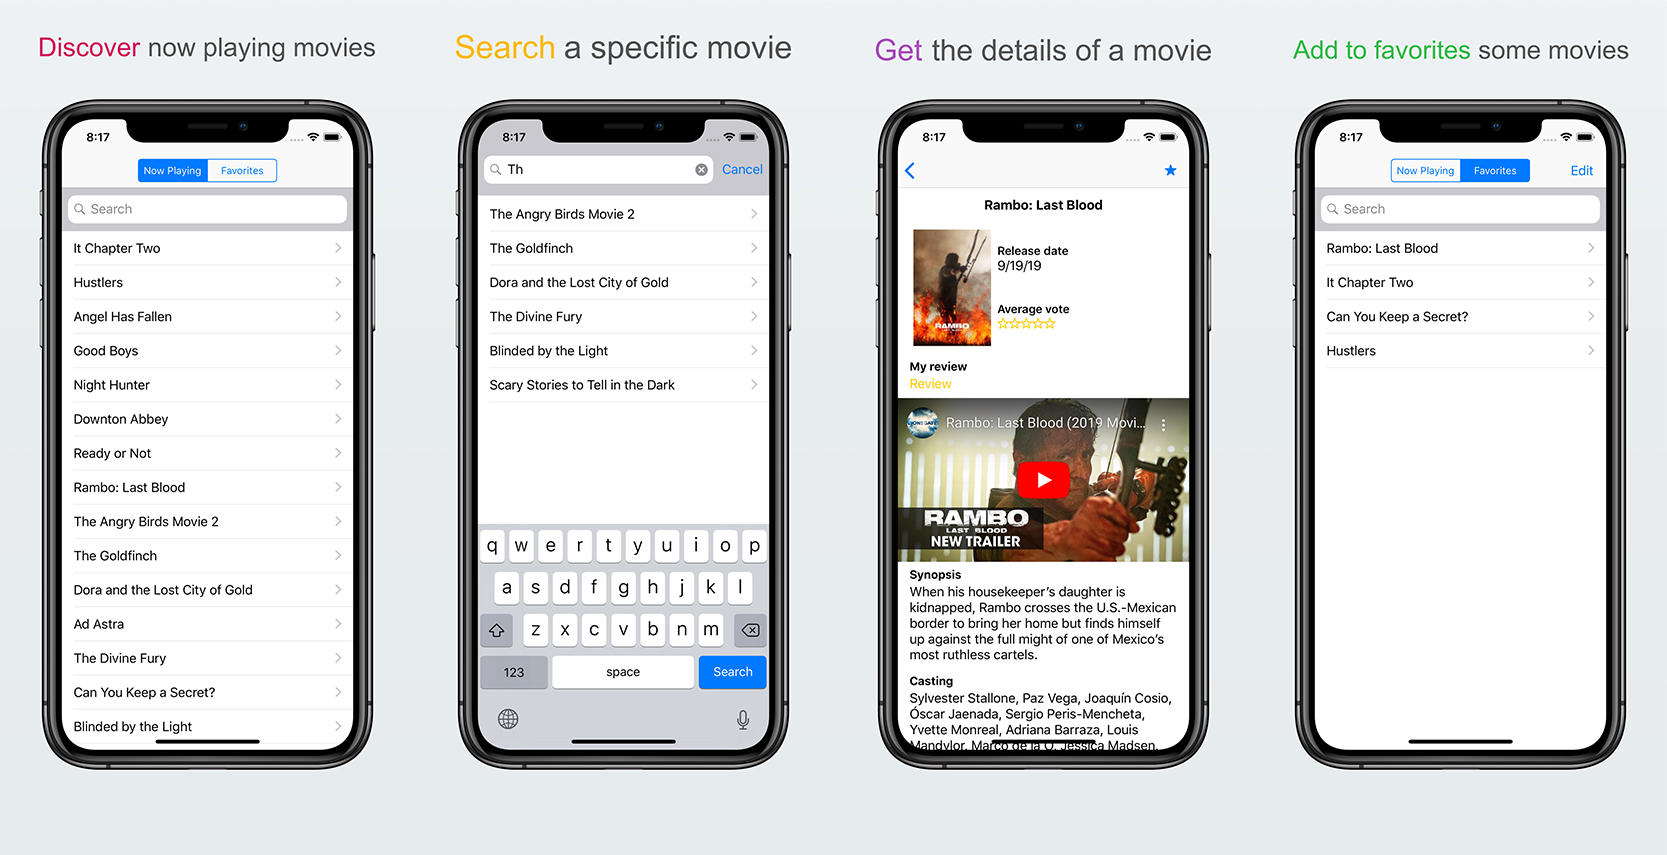 Discover now playing movies
8:17
Now Playing
Favorites
Search
It Chapter Two
Hustlers
Angel Has Fallen
Good Boys
Night Hunter
Downton Abbey
Ready or Not
Rambo: Last Blood
The Angry Birds Movie 2
The Goldfinch
Dora and the Lost City of Gold
Ad Astra
The Divine Fury
Can You Keep a Secret?
Blinded by the Light
Search a specific movie
8:17
Th
Cancel
The Angry Birds Movie 2
The Goldfinch
Dora and the Lost City of Gold
The Divine Fury
Blinded by the Light
Scary Stories to Tell in the Dark
q w e r t y u i o p
a s d f g h j k l
z x c v b n m
123 space Search
Get the details of a movie
8:17
Rambo: Last Blood
RAMBO
LAST BLOOD
Release date
9/19/19
Average vote
My review
Review
LIONSGATE
Rambo: Last Blood (2019 Movi...
RAMBO
LAST BLOOD
NEW TRAILER
Synopsis
When his housekeeper's daughter is
kidnapped, Rambo crosses the U.S.-Mexican
border to bring her home but finds himself
up against the full might of one of Mexico's
most ruthless cartels.
Casting
Sylvester Stallone, Paz Vega, Joaquín Cosio,
Óscar Jaenada, Sergio Peris-Mencheta,
Yvette Monreal, Adriana Barraza, Louis
Mandylor, Marco de la O, Jessica Madsen,
Add to favorites some movies
8:17
Now Playing
Favorites
Edit
Search
Rambo: Last Blood
It Chapter Two
Can You Keep a Secret?
Hustlers